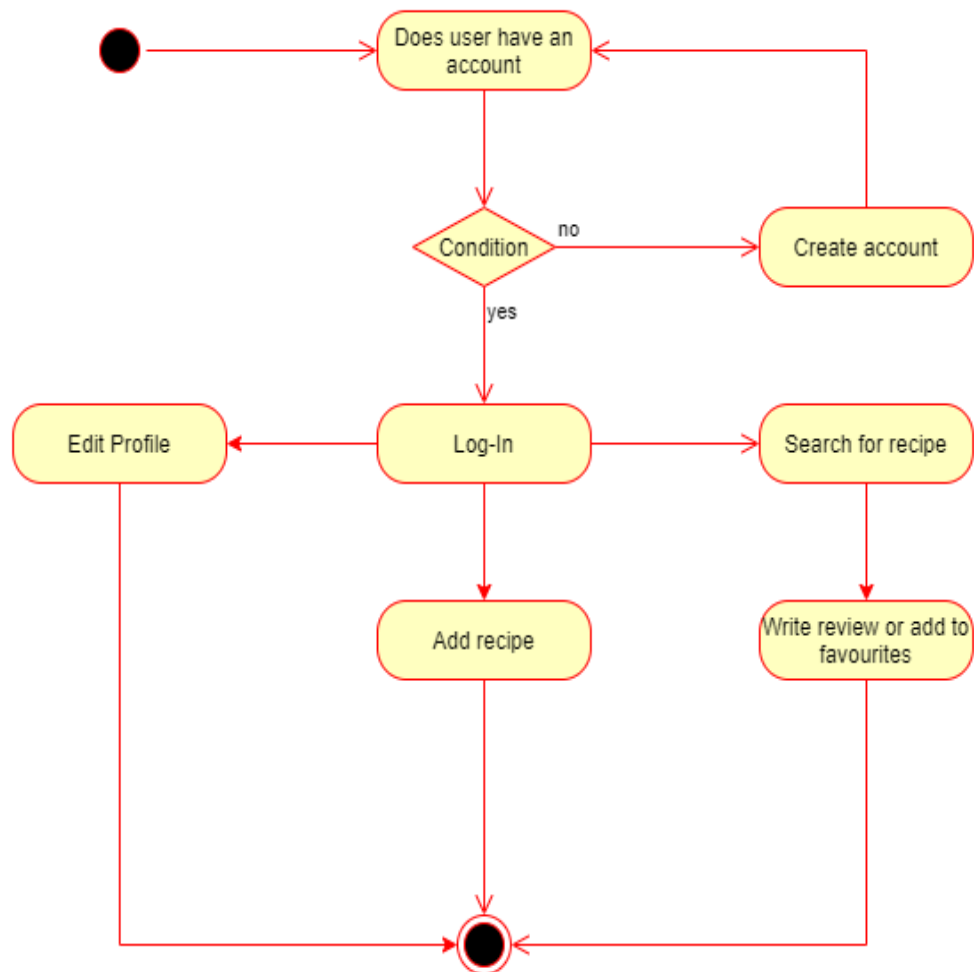 Does user have an
account
Condition
no
Create account
yes
Edit Profile
Log-In
Search for recipe
Add recipe
Write review or add to
favourites